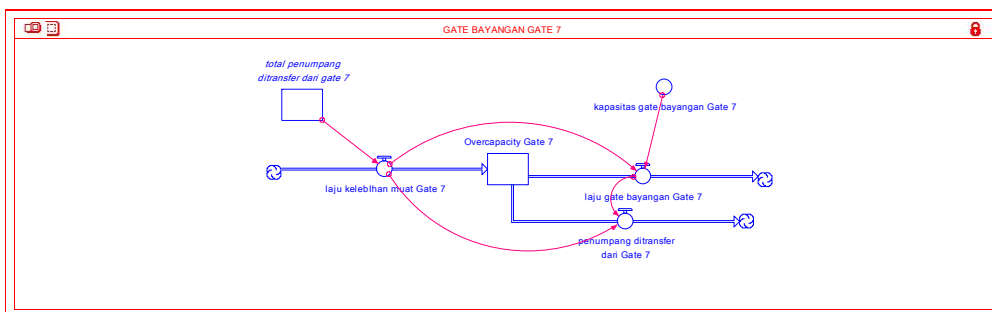 GATE BAYANGAN GATE 7
total penumpang
ditransfer dari gate 7
kapasitas gate bayangan Gate 7
Overcapacity Gate 7
laju kelebihan muat Gate 7
laju gate bayangan Gate 7
penumpang ditransfer
dari Gate 7